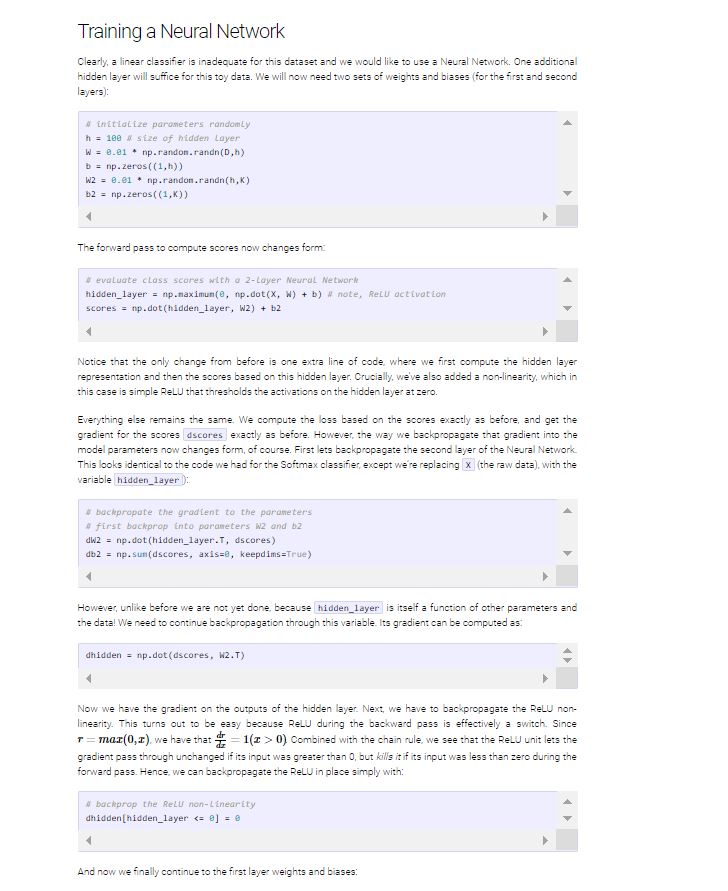 Training a Neural Network
Clearly, a linear classifier is inadequate for this dataset and we would like to use a Neural Network. One additional
hidden layer will suffice for this toy data. We will now need two sets of weights and biases (for the first and second
layers):
# initialize parameters randomly
h = 100 # size of hidden layer
W = 0.01 * np.random.randn(D,h)
b = np.zeros((1,h))
W2 = 0.01 * np.random.randn(h,K)
b2 = np.zeros((1,K))
The forward pass to compute scores now changes form:
# evaluate class scores with a 2-layer Neural Network
hidden_layer = np.maximum(0, np.dot(X, W) + b) # note, ReLU activation
scores = np.dot(hidden_layer, W2) + b2
Notice that the only change from before is one extra line of code, where we first compute the hidden layer
representation and then the scores based on this hidden layer. Crucially, we've also added a non-linearity, which in
this case is simple ReLU that thresholds the activations on the hidden layer at zero.
Everything else remains the same. We compute the loss based on the scores exactly as before, and get the
gradient for the scores dscores exactly as before. However, the way we backpropagate that gradient into the
model parameters now changes form, of course. First lets backpropagate the second layer of the Neural Network.
This looks identical to the code we had for the Softmax classifier, except we're replacing X (the raw data), with the
variable hidden_layer ):
# backpropate the gradient to the parameters
# first backprop into parameters W2 and b2
dW2 = np.dot(hidden_layer.T, dscores)
db2 = np.sum(dscores, axis=0, keepdims=True)
However, unlike before we are not yet done, because hidden_layer is itself a function of other parameters and
the data! We need to continue backpropagation through this variable. Its gradient can be computed as:
dhidden = np.dot(dscores, W2.T)
Now we have the gradient on the outputs of the hidden layer. Next, we have to backpropagate the ReLU non-
linearity. This turns out to be easy because ReLU during the backward pass is effectively a switch. Since
r = max(0, x), we have that dr/dx = 1(x > 0). Combined with the chain rule, we see that the ReLU unit lets the
gradient pass through unchanged if its input was greater than 0, but kills it if its input was less than zero during the
forward pass. Hence, we can backpropagate the ReLU in place simply with:
# backprop the ReLU non-linearity
dhidden[hidden_layer <= 0] = 0
And now we finally continue to the first layer weights and biases: